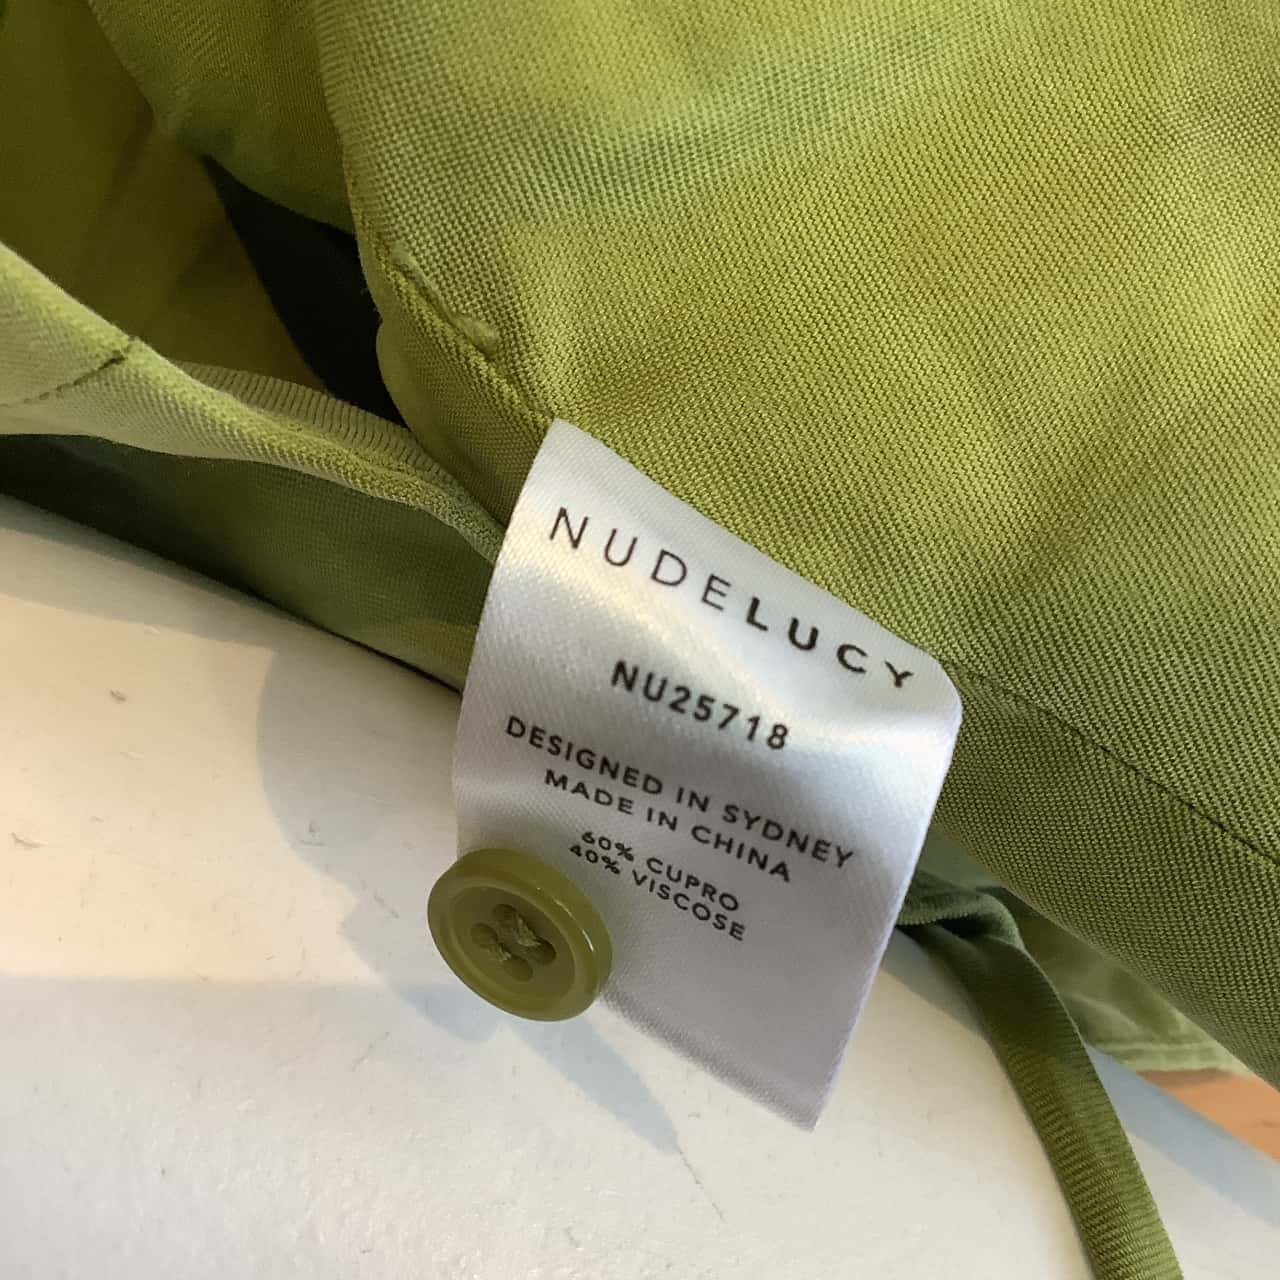 NUDELUCY
NU25718
DESIGNED IN SYDNEY
MADE IN CHINA
60% CUPRO
40% VISCOSE